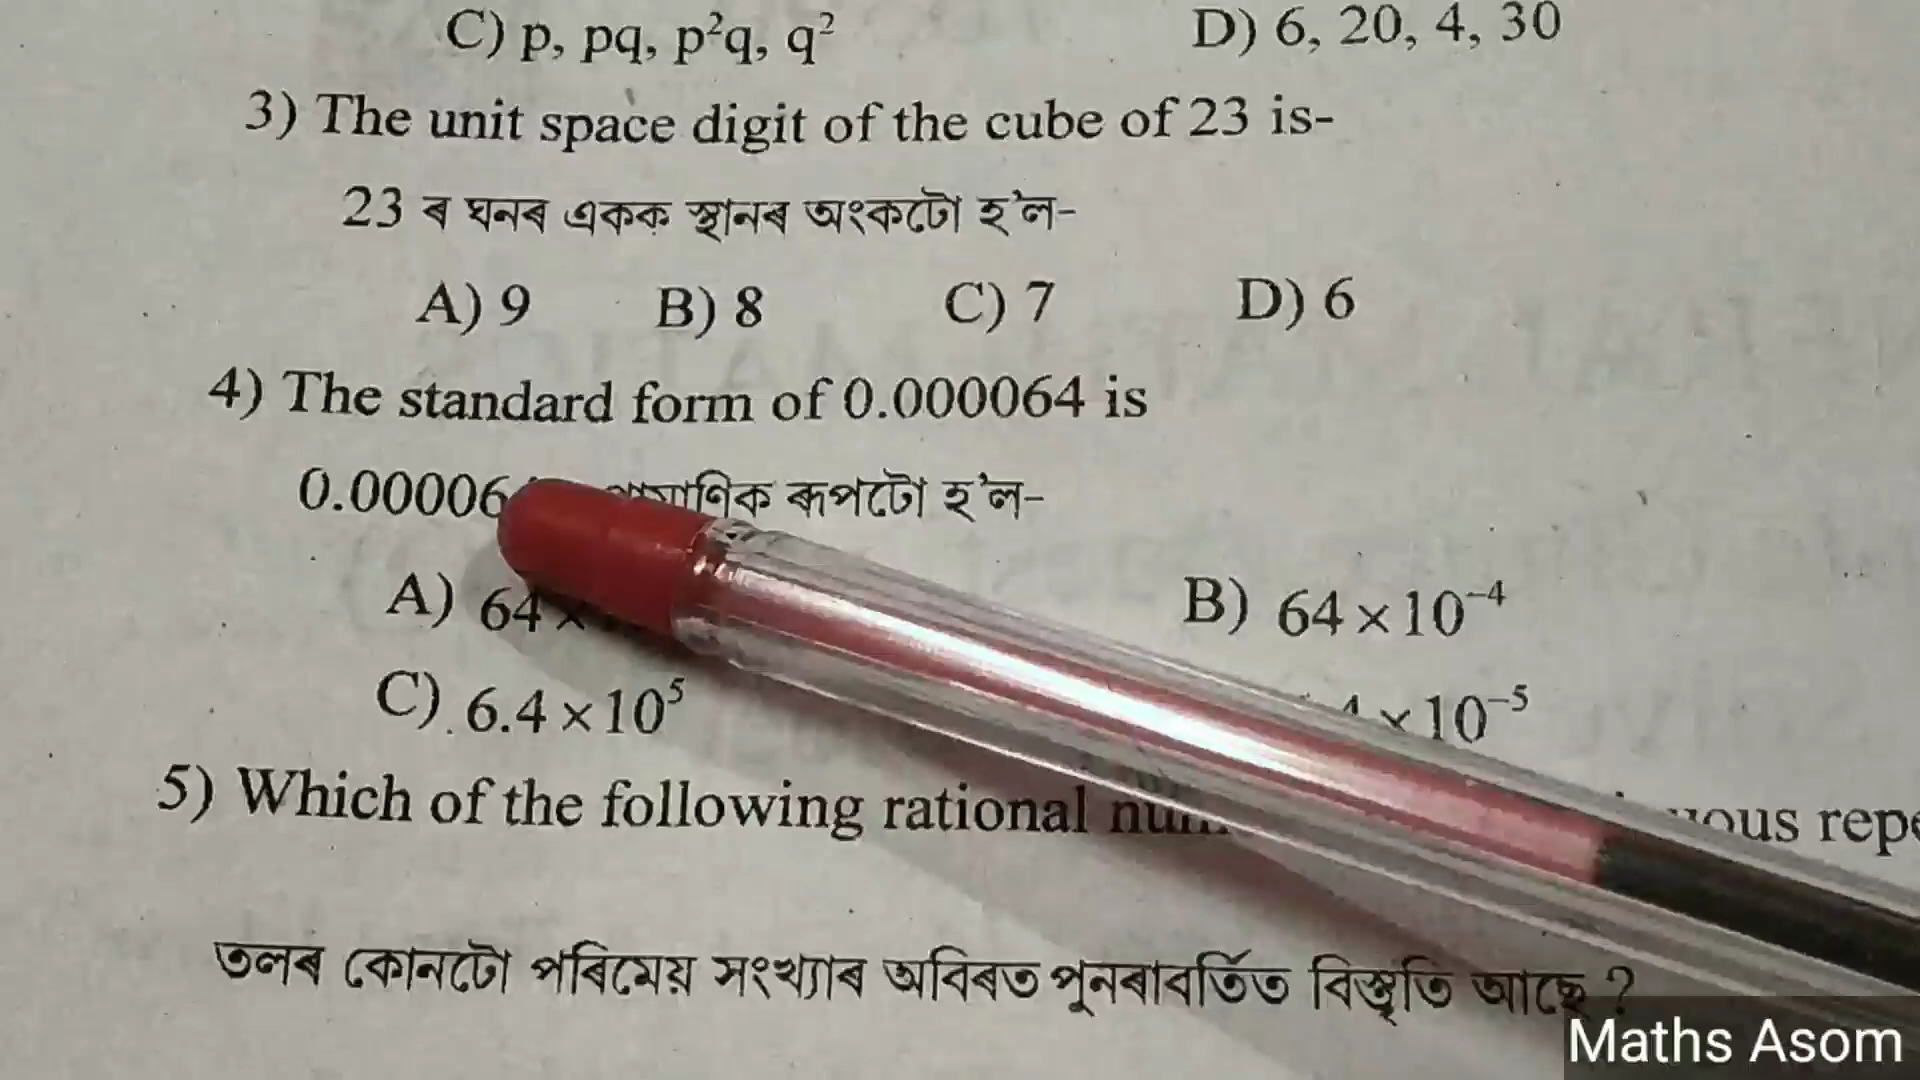 C) p, pq, p²q, q² D) 6, 20, 4, 30
3) The unit space digit of the cube of 23 is-
23 ৰ ঘনৰ একক স্থানৰ অংকটো হ'ল-
A) 9 B) 8 C) 7 D) 6
4) The standard form of 0.000064 is
ৰূপটো হ'ল-
A) 64 × B) 64 × 10⁻⁴
C) 6.4 × 10⁵ × 10⁻⁵
5) Which of the following rational
তলৰ কোনটো পৰিমেয় সংখ্যাৰ অবিৰত পুনৰাবৰ্তিত বিস্তৃতি আছে ?
Maths Asom